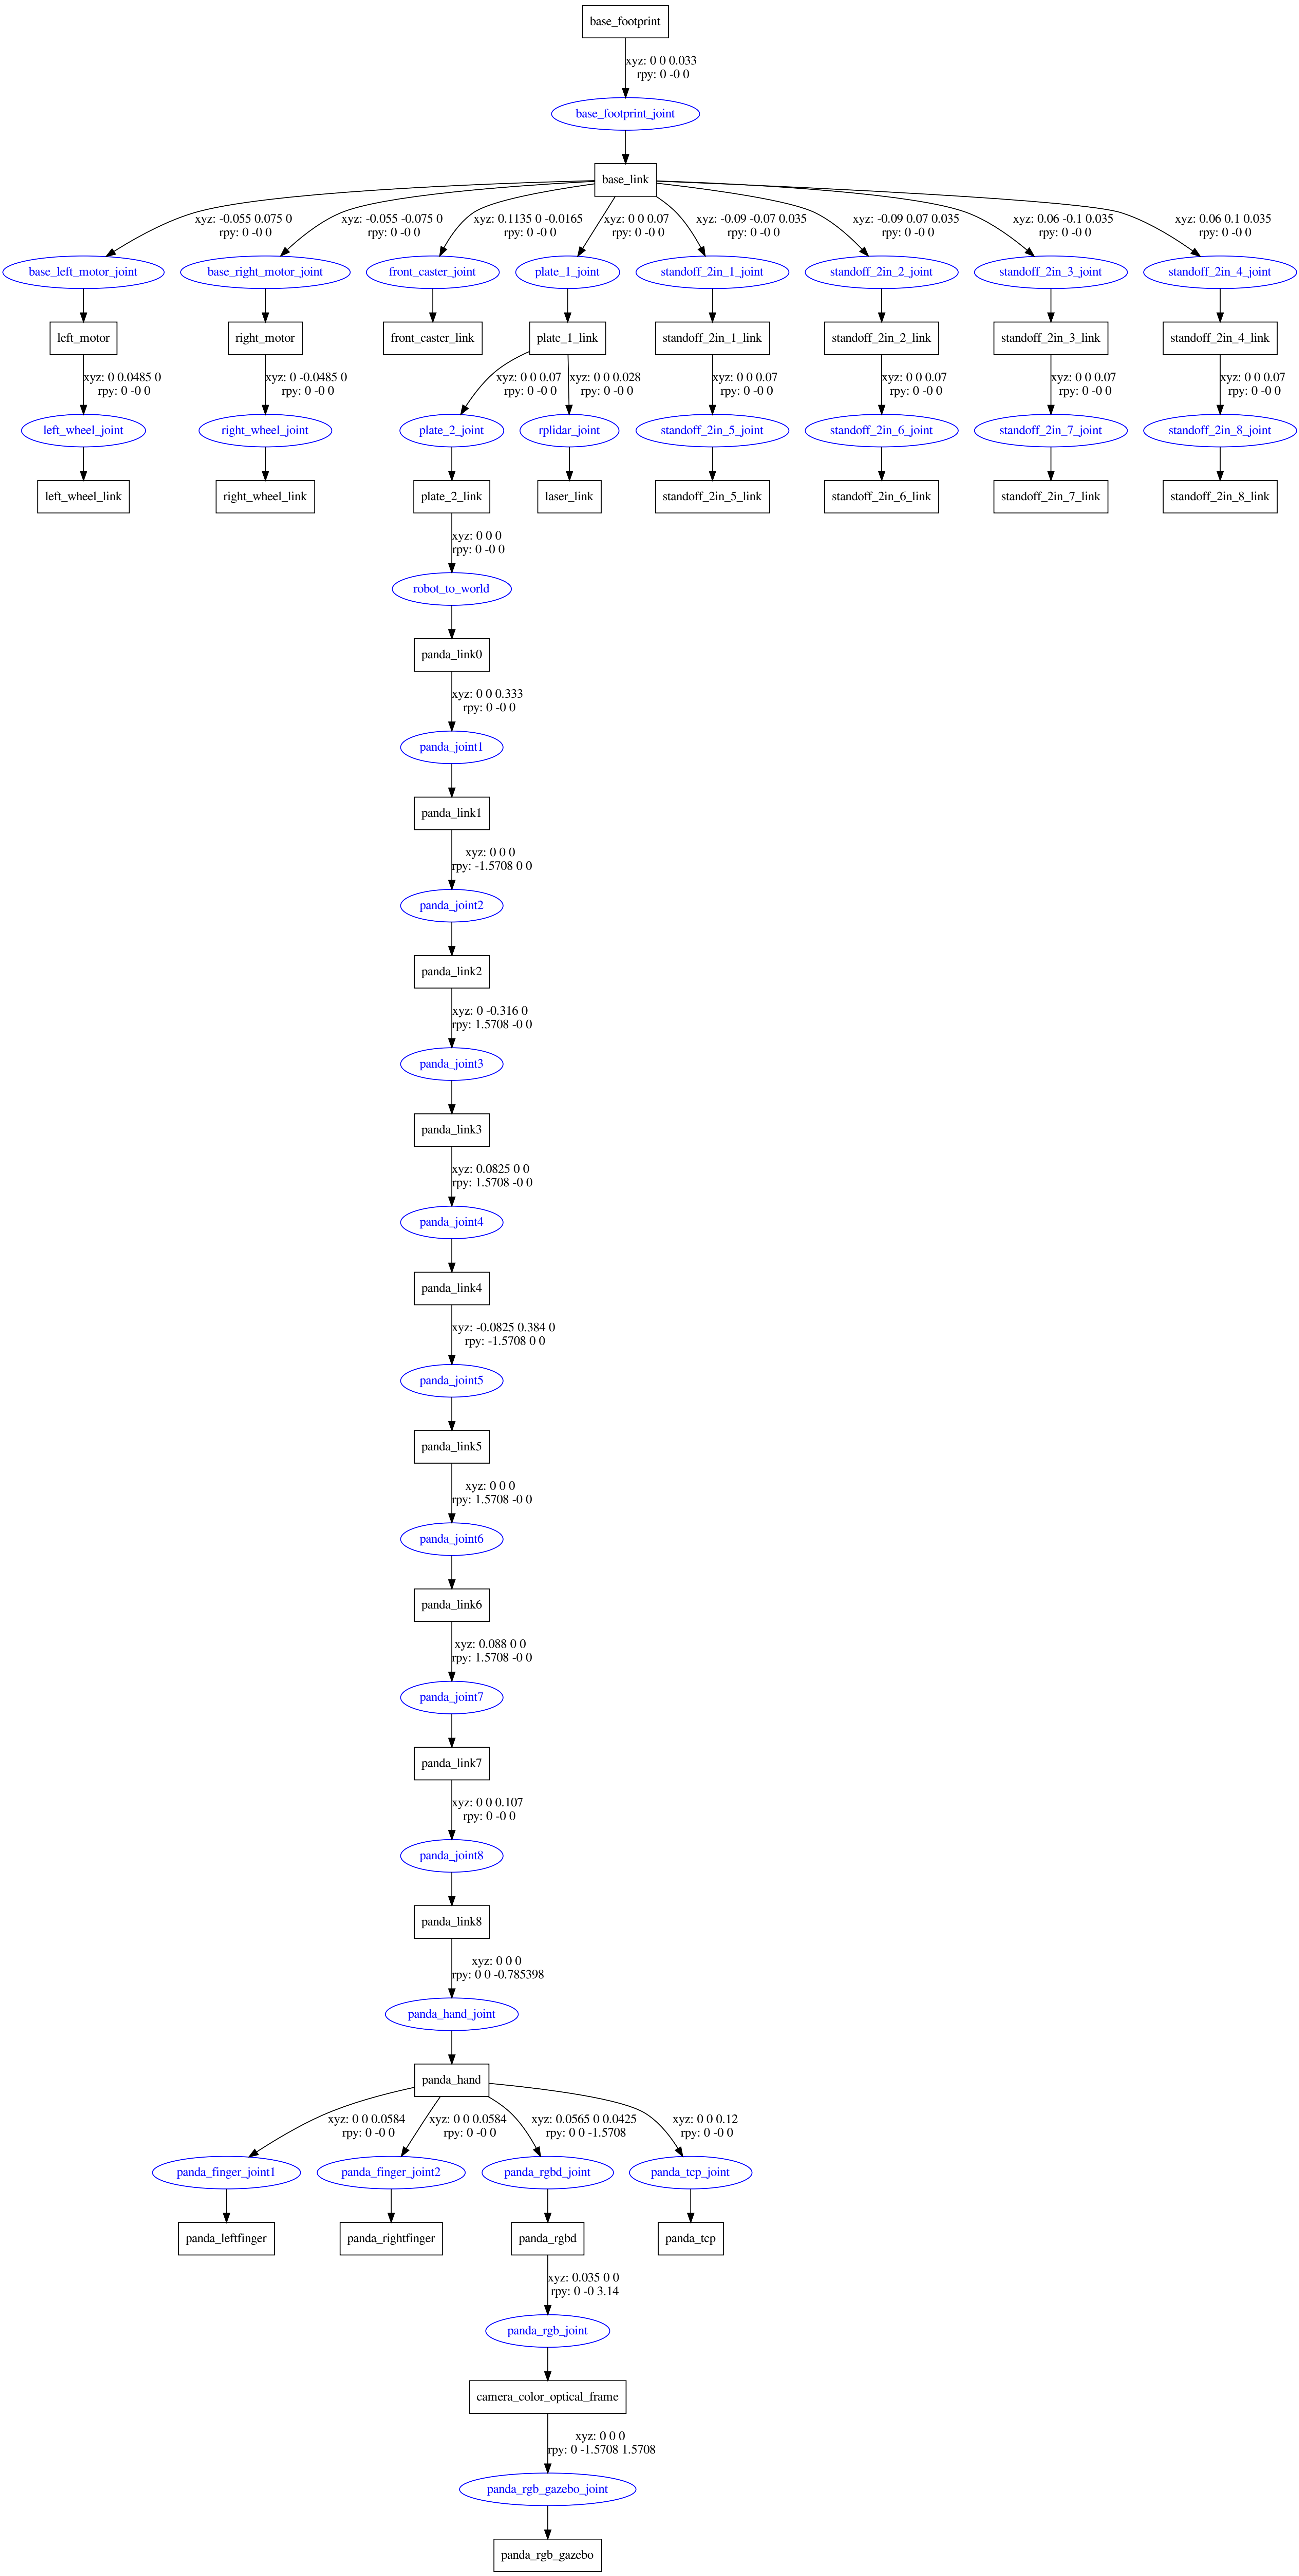 base_footprint
xyz: 0 0 0.033
rpy: 0 -0 0
base_footprint_joint
base_link
xyz: -0.055 0.075 0
rpy: 0 -0 0
xyz: -0.055 -0.075 0
rpy: 0 -0 0
xyz: 0.1135 0 -0.0165
rpy: 0 -0 0
xyz: 0 0 0.07
rpy: 0 -0 0
xyz: -0.09 -0.07 0.035
rpy: 0 -0 0
xyz: -0.09 0.07 0.035
rpy: 0 -0 0
xyz: 0.06 -0.1 0.035
rpy: 0 -0 0
xyz: 0.06 0.1 0.035
rpy: 0 -0 0
base_left_motor_joint
base_right_motor_joint
front_caster_joint
plate_1_joint
standoff_2in_1_joint
standoff_2in_2_joint
standoff_2in_3_joint
standoff_2in_4_joint
left_motor
right_motor
front_caster_link
plate_1_link
standoff_2in_1_link
standoff_2in_2_link
standoff_2in_3_link
standoff_2in_4_link
xyz: 0 0.0485 0
rpy: 0 -0 0
xyz: 0 -0.0485 0
rpy: 0 -0 0
xyz: 0 0 0.07
rpy: 0 -0 0
xyz: 0 0 0.028
rpy: 0 -0 0
xyz: 0 0 0.07
rpy: 0 -0 0
xyz: 0 0 0.07
rpy: 0 -0 0
xyz: 0 0 0.07
rpy: 0 -0 0
xyz: 0 0 0.07
rpy: 0 -0 0
left_wheel_joint
right_wheel_joint
plate_2_joint
rplidar_joint
standoff_2in_5_joint
standoff_2in_6_joint
standoff_2in_7_joint
standoff_2in_8_joint
left_wheel_link
right_wheel_link
plate_2_link
laser_link
standoff_2in_5_link
standoff_2in_6_link
standoff_2in_7_link
standoff_2in_8_link
xyz: 0 0 0
rpy: 0 -0 0
robot_to_world
panda_link0
xyz: 0 0 0.333
rpy: 0 -0 0
panda_joint1
panda_link1
xyz: 0 0 0
rpy: -1.5708 0 0
panda_joint2
panda_link2
xyz: 0 -0.316 0
rpy: 1.5708 -0 0
panda_joint3
panda_link3
xyz: 0.0825 0 0
rpy: 1.5708 -0 0
panda_joint4
panda_link4
xyz: -0.0825 0.384 0
rpy: -1.5708 0 0
panda_joint5
panda_link5
xyz: 0 0 0
rpy: 1.5708 -0 0
panda_joint6
panda_link6
xyz: 0.088 0 0
rpy: 1.5708 -0 0
panda_joint7
panda_link7
xyz: 0 0 0.107
rpy: 0 -0 0
panda_joint8
panda_link8
xyz: 0 0 0
rpy: 0 0 -0.785398
panda_hand_joint
panda_hand
xyz: 0 0 0.0584
rpy: 0 -0 0
xyz: 0 0 0.0584
rpy: 0 -0 0
xyz: 0.0565 0 0.0425
rpy: 0 0 -1.5708
xyz: 0 0 0.12
rpy: 0 -0 0
panda_finger_joint1
panda_finger_joint2
panda_rgbd_joint
panda_tcp_joint
panda_leftfinger
panda_rightfinger
panda_rgbd
panda_tcp
xyz: 0.035 0 0
rpy: 0 -0 3.14
panda_rgb_joint
camera_color_optical_frame
xyz: 0 0 0
rpy: 0 -1.5708 1.5708
panda_rgb_gazebo_joint
panda_rgb_gazebo